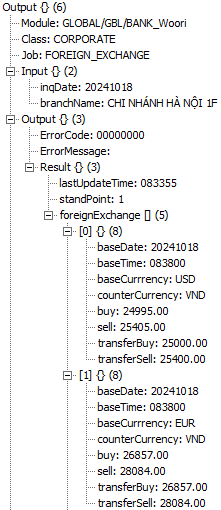 Output {} (6)
Module: GLOBAL/GBL/BANK_Woori
Class: CORPORATE
Job: FOREIGN_EXCHANGE
Input {} (2)
inqDate: 20241018
branchName: CHI NHÁNH HÀ NỘI 1F
Output {} (3)
ErrorCode: 00000000
ErrorMessage:
Result {} (3)
lastUpdateTime: 083355
standPoint: 1
foreignExchange [] (5)
[0] {} (8)
baseDate: 20241018
baseTime: 083800
baseCurrrency: USD
counterCurrency: VND
buy: 24995.00
sell: 25405.00
transferBuy: 25000.00
transferSell: 25400.00
[1] {} (8)
baseDate: 20241018
baseTime: 083800
baseCurrrency: EUR
counterCurrency: VND
buy: 26857.00
sell: 28084.00
transferBuy: 26857.00
transferSell: 28084.00